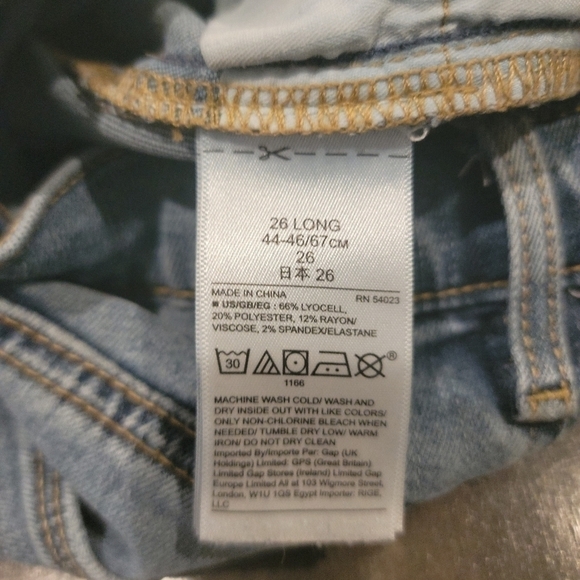 26 LONG
44-46/67CM
26
日本 26
MADE IN CHINA RN 54023
■ US/GB/EG : 66% LYOCELL,
20% POLYESTER, 12% RAYON/
VISCOSE, 2% SPANDEX/ELASTANE
30 ®
1166
MACHINE WASH COLD/ WASH AND
DRY INSIDE OUT WITH LIKE COLORS/
ONLY NON-CHLORINE BLEACH WHEN
NEEDED/ TUMBLE DRY LOW/ WARM
IRON/ DO NOT DRY CLEAN
Imported By/Importe Par: Gap (UK
Holdings) Limited: GPS (Great Britain)
Limited Gap Stores (Ireland) Limited Gap
Europe Limited All at 103 Wigmore Street,
London, W1U 1QS Egypt Importer: RIGE,
LLC